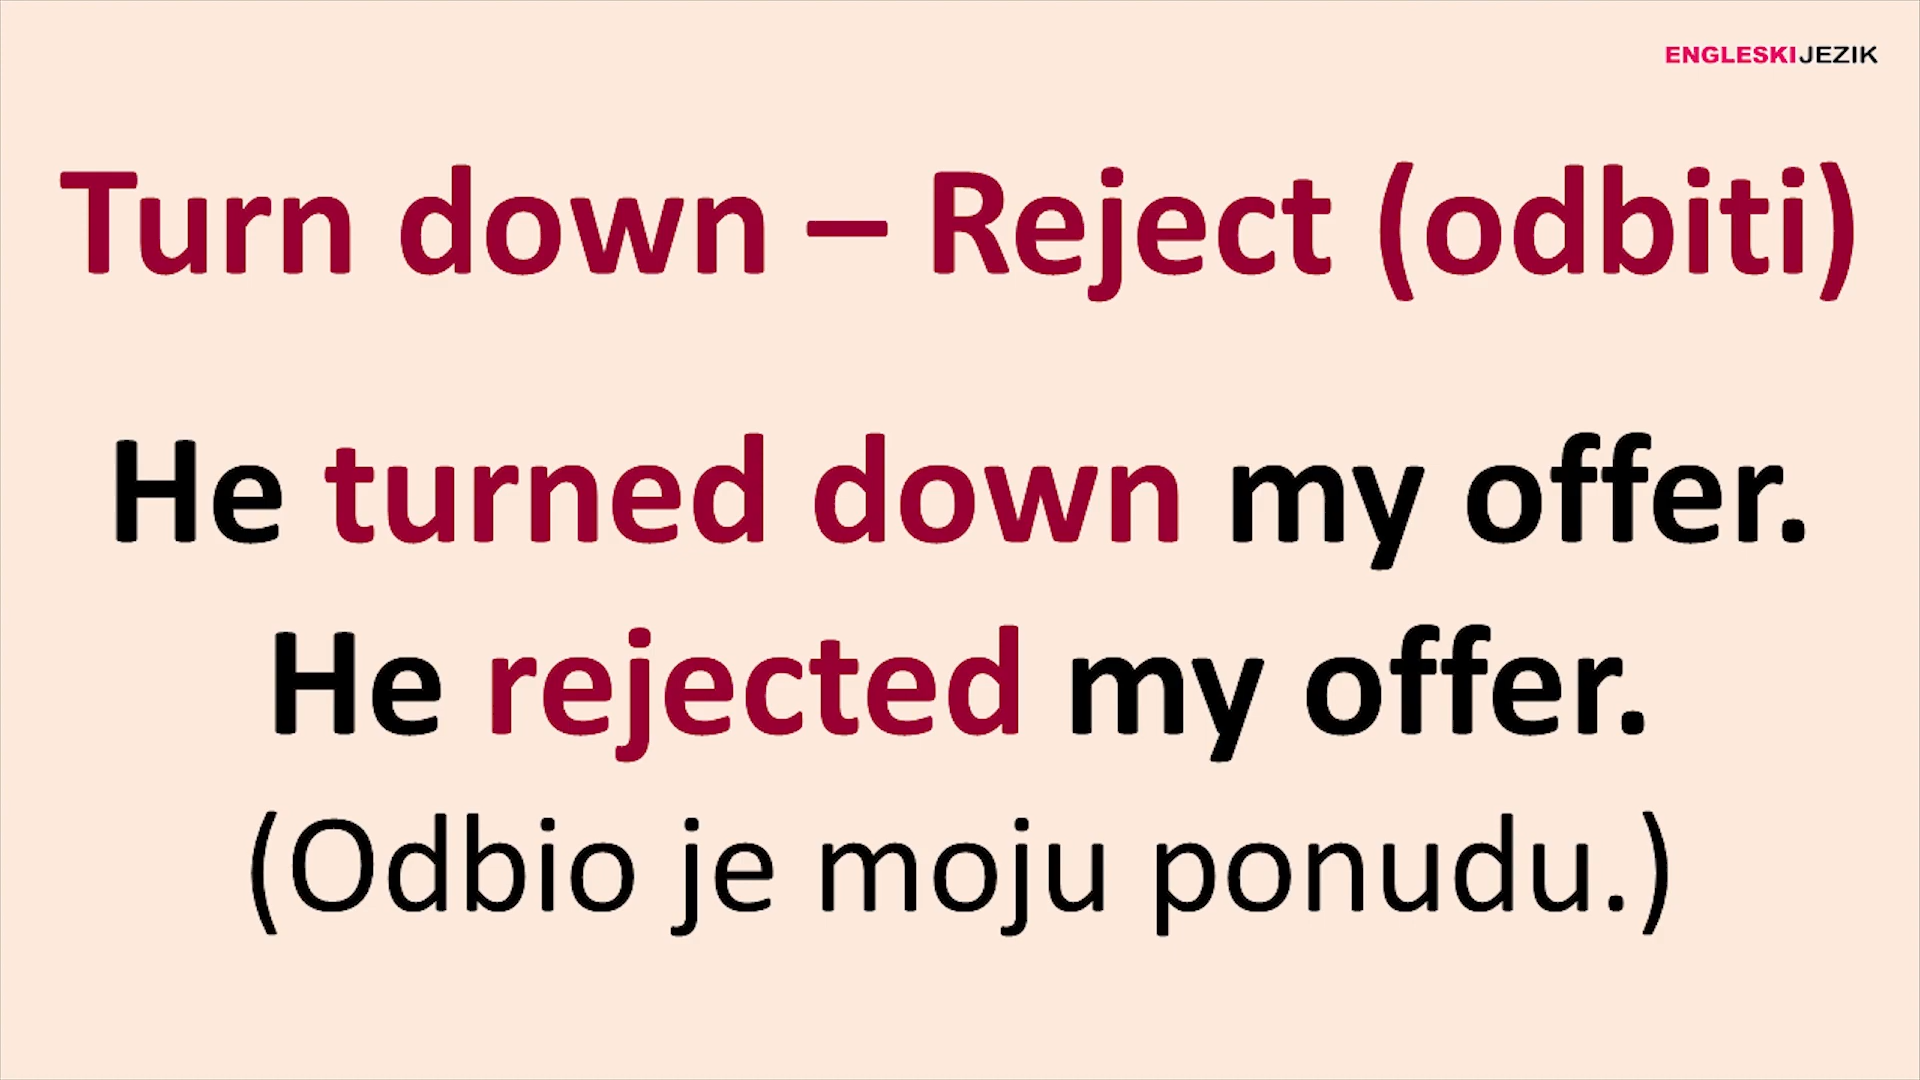 ENGLESKIJEZIK
Turn down – Reject (odbiti)
He turned down my offer.
He rejected my offer.
(Odbio je moju ponudu.)